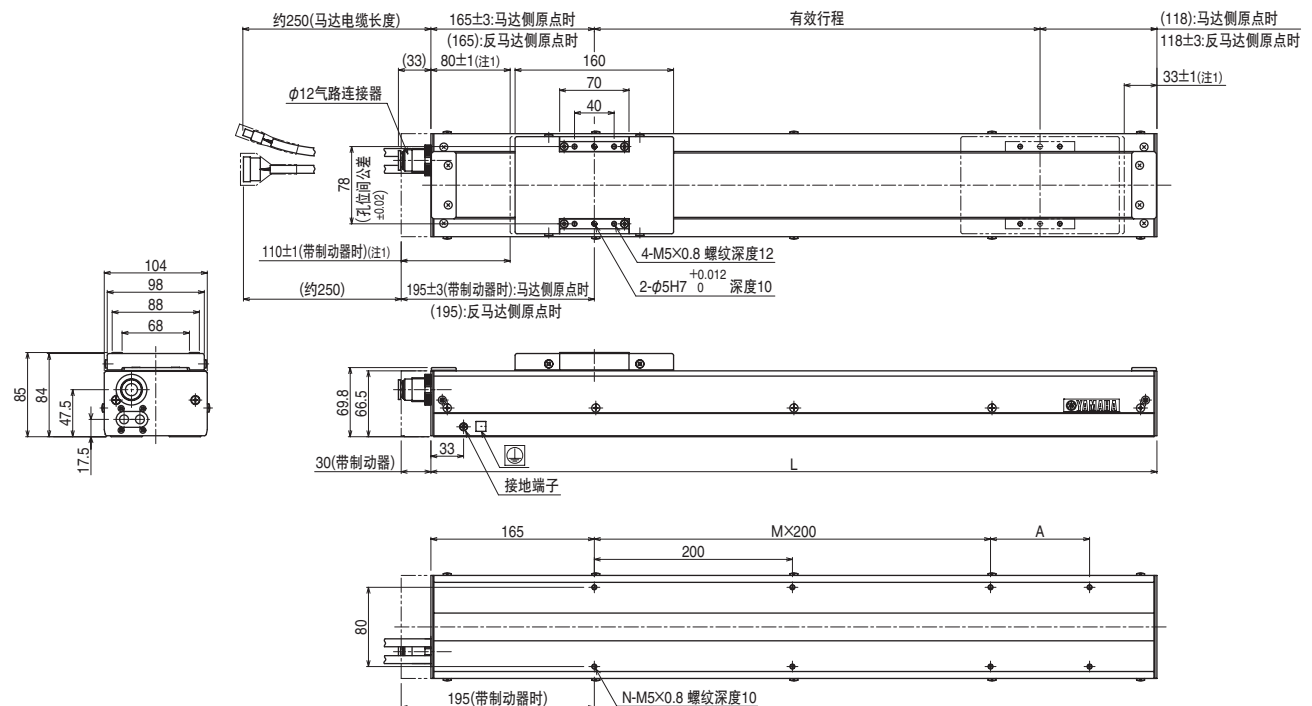 约250(马达电缆长度)
165±3:马达侧原点时
(165):反马达侧原点时
有效行程
(118):马达侧原点时
118±3:反马达侧原点时
(33)
80±1(注1)
160
33±1(注1)
70
40
φ12气路连接器
78
(孔位间公差
±0.02)
110±1(带制动器时)(注1)
4-M5×0.8 螺纹深度12
2-φ5H7 +0.012 0 深度10
(约250)
195±3(带制动器时):马达侧原点时
(195):反马达侧原点时
104
98
88
68
85
84
47.5
17.5
69.8
66.5
YAMAHA
30(带制动器)
33
接地端子
L
165
M×200
A
200
80
195(带制动器时)
N-M5×0.8 螺纹深度10